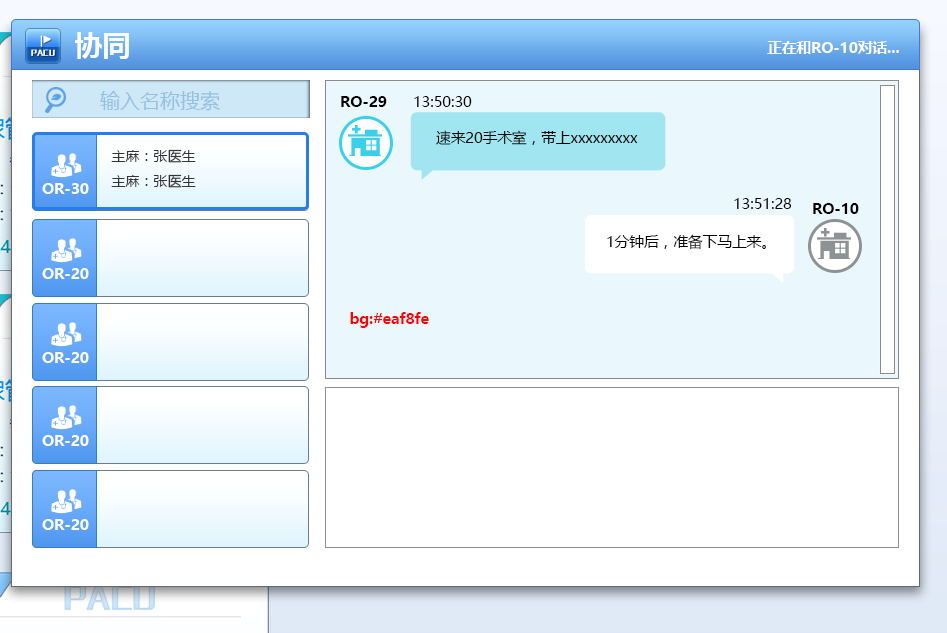 PACU
协同
正在和RO-10对话...
输入名称搜索
OR-30
主麻：张医生
主麻：张医生
OR-20
OR-20
OR-20
OR-20
RO-29
13:50:30
速来20手术室，带上xxxxxxxxx
13:51:28
RO-10
1分钟后，准备下马上来。
bg:#eaf8fe
PACU